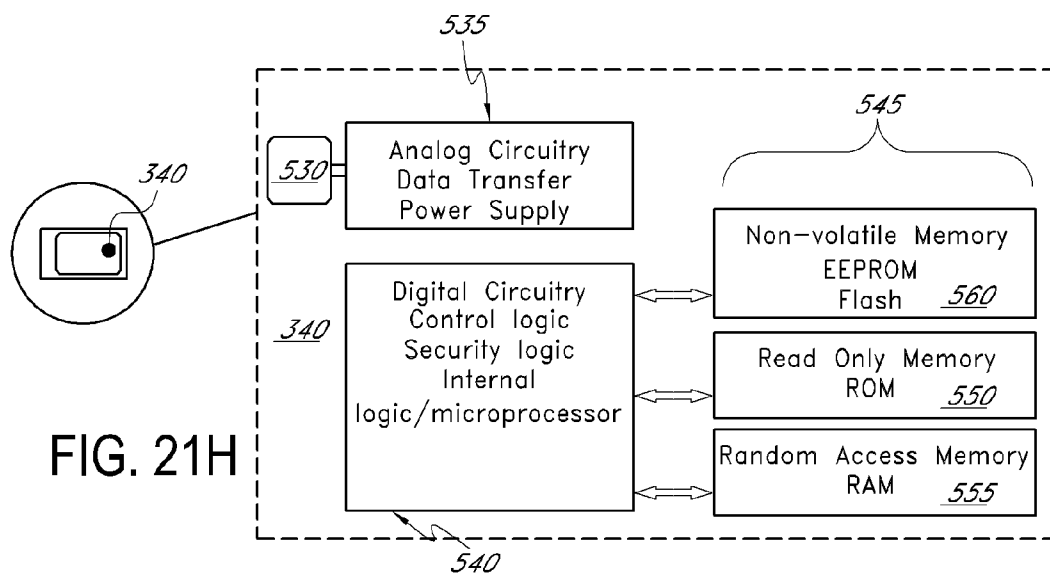 535
545
530
Analog Circuitry
Data Transfer
Power Supply
340
Non-volatile Memory
EEPROM
Flash 560
340
Digital Circuitry
Control logic
Security logic
Internal
logic/microprocessor
Read Only Memory
ROM 550
Random Access Memory
RAM 555
FIG. 21H
540